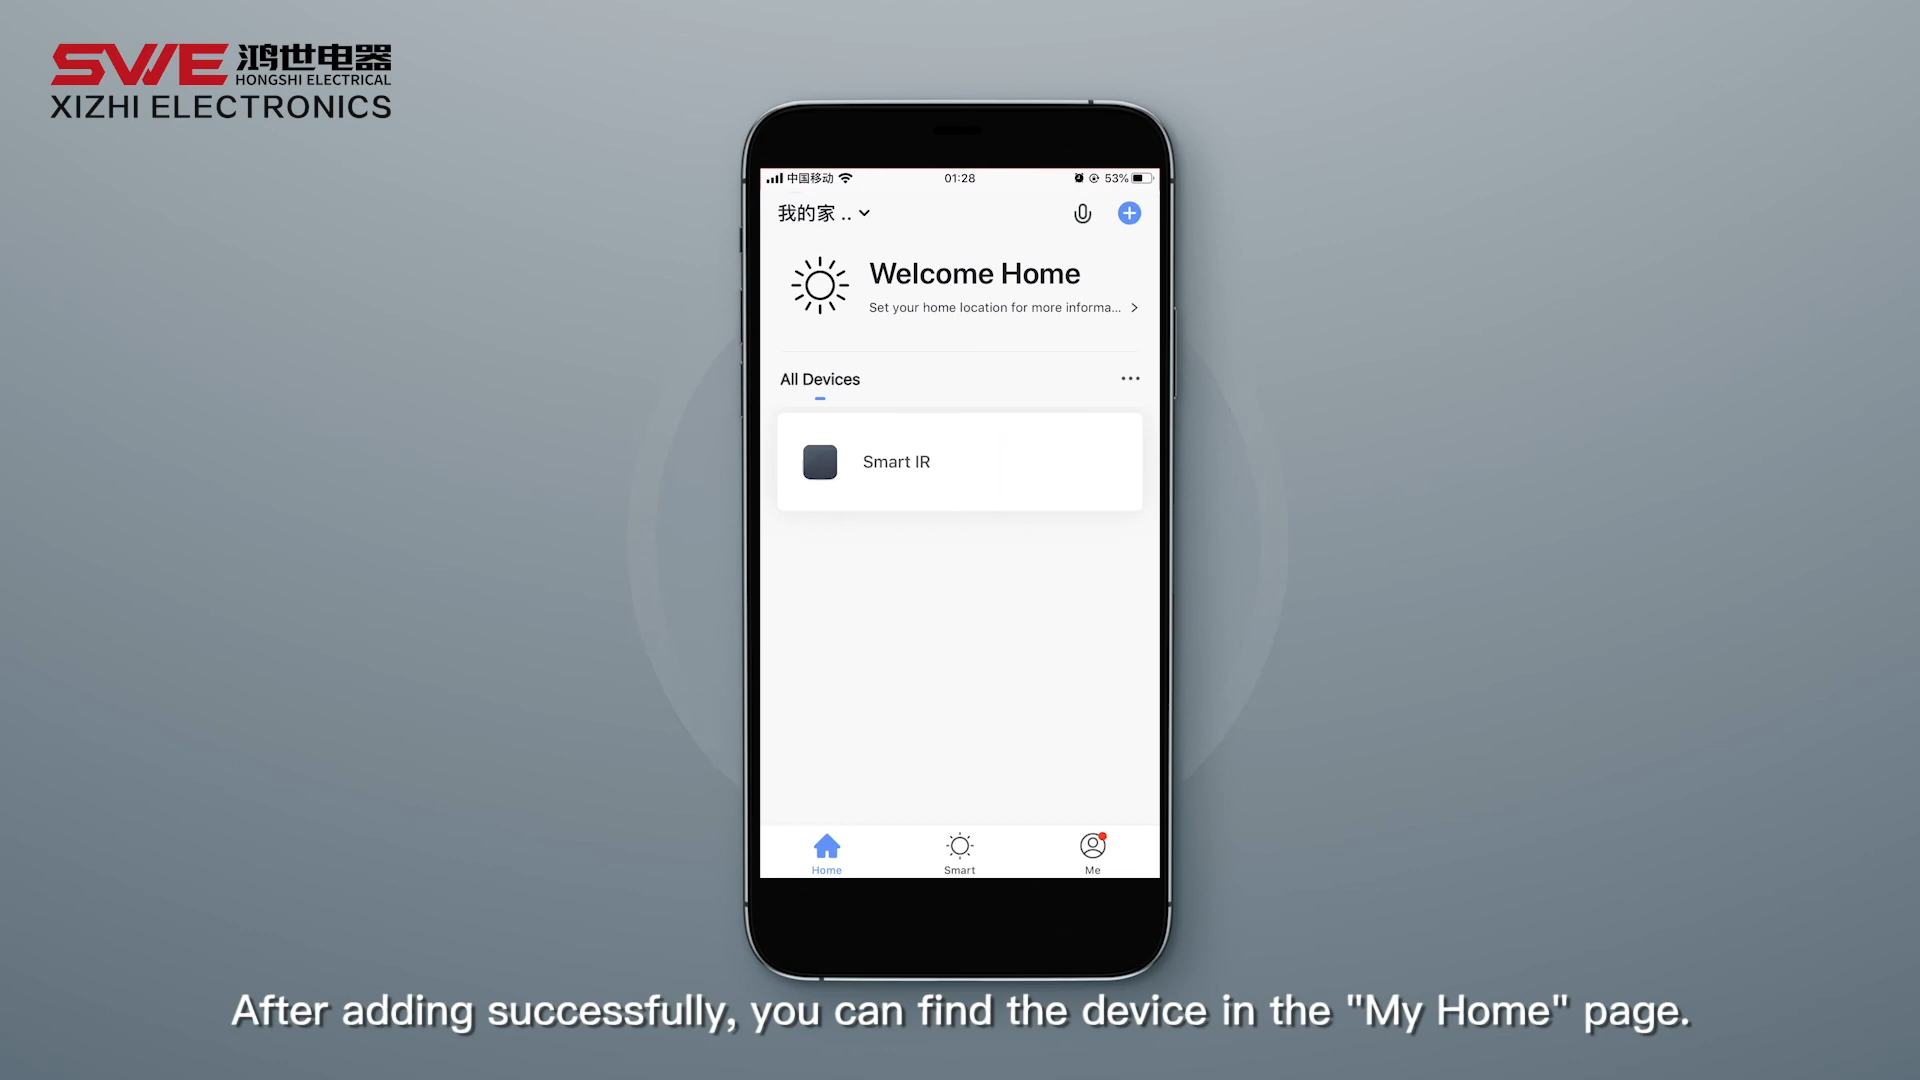 SWE 鸿世电器
HONGSHI ELECTRICAL
XIZHI ELECTRONICS
中国移动
01:28
53%
我的家 ..
Welcome Home
Set your home location for more informa...
All Devices
Smart IR
Home
Smart
Me
After adding successfully, you can find the device in the "My Home" page.